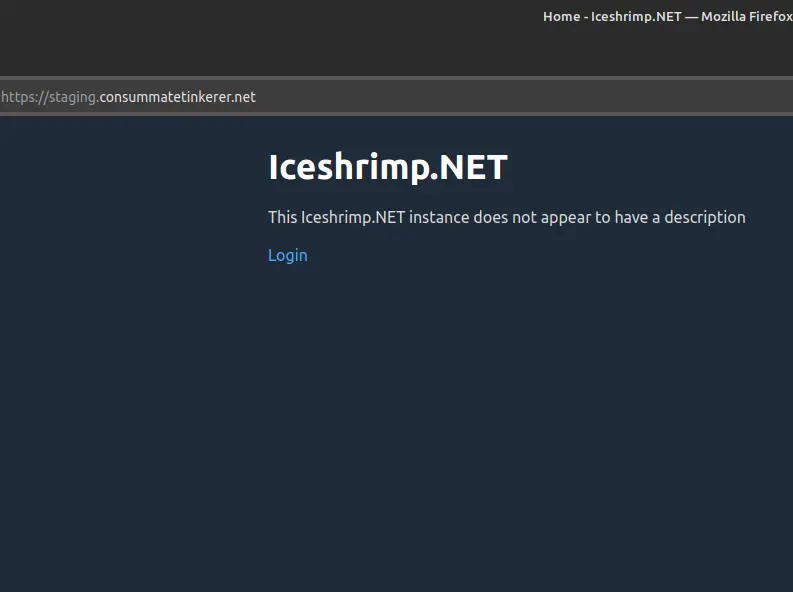 Home - Iceshrimp.NET — Mozilla Firefox
https://staging.consummatetinkerer.net
Iceshrimp.NET
This Iceshrimp.NET instance does not appear to have a description
Login